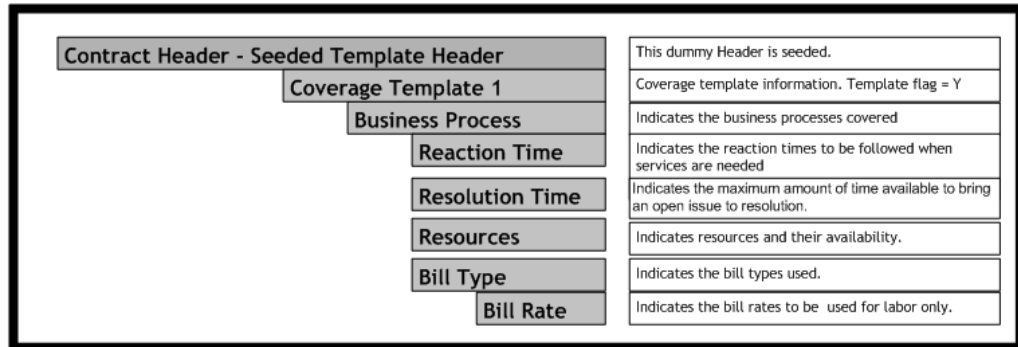 Contract Header - Seeded Template Header
This dummy Header is seeded.
Coverage Template 1
Coverage template information. Template flag = Y
Business Process
Indicates the business processes covered
Reaction Time
Indicates the reaction times to be followed when
services are needed
Resolution Time
Indicates the maximum amount of time available to bring
an open issue to resolution.
Resources
Indicates resources and their availability.
Bill Type
Indicates the bill types used.
Bill Rate
Indicates the bill rates to be used for labor only.